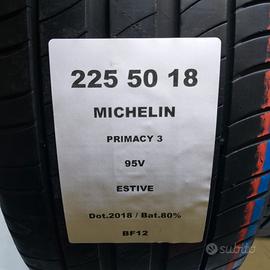 225 50 18
MICHELIN
PRIMACY 3
95V
ESTIVE
Dot.2018 / Bat.80%
BF12
subito